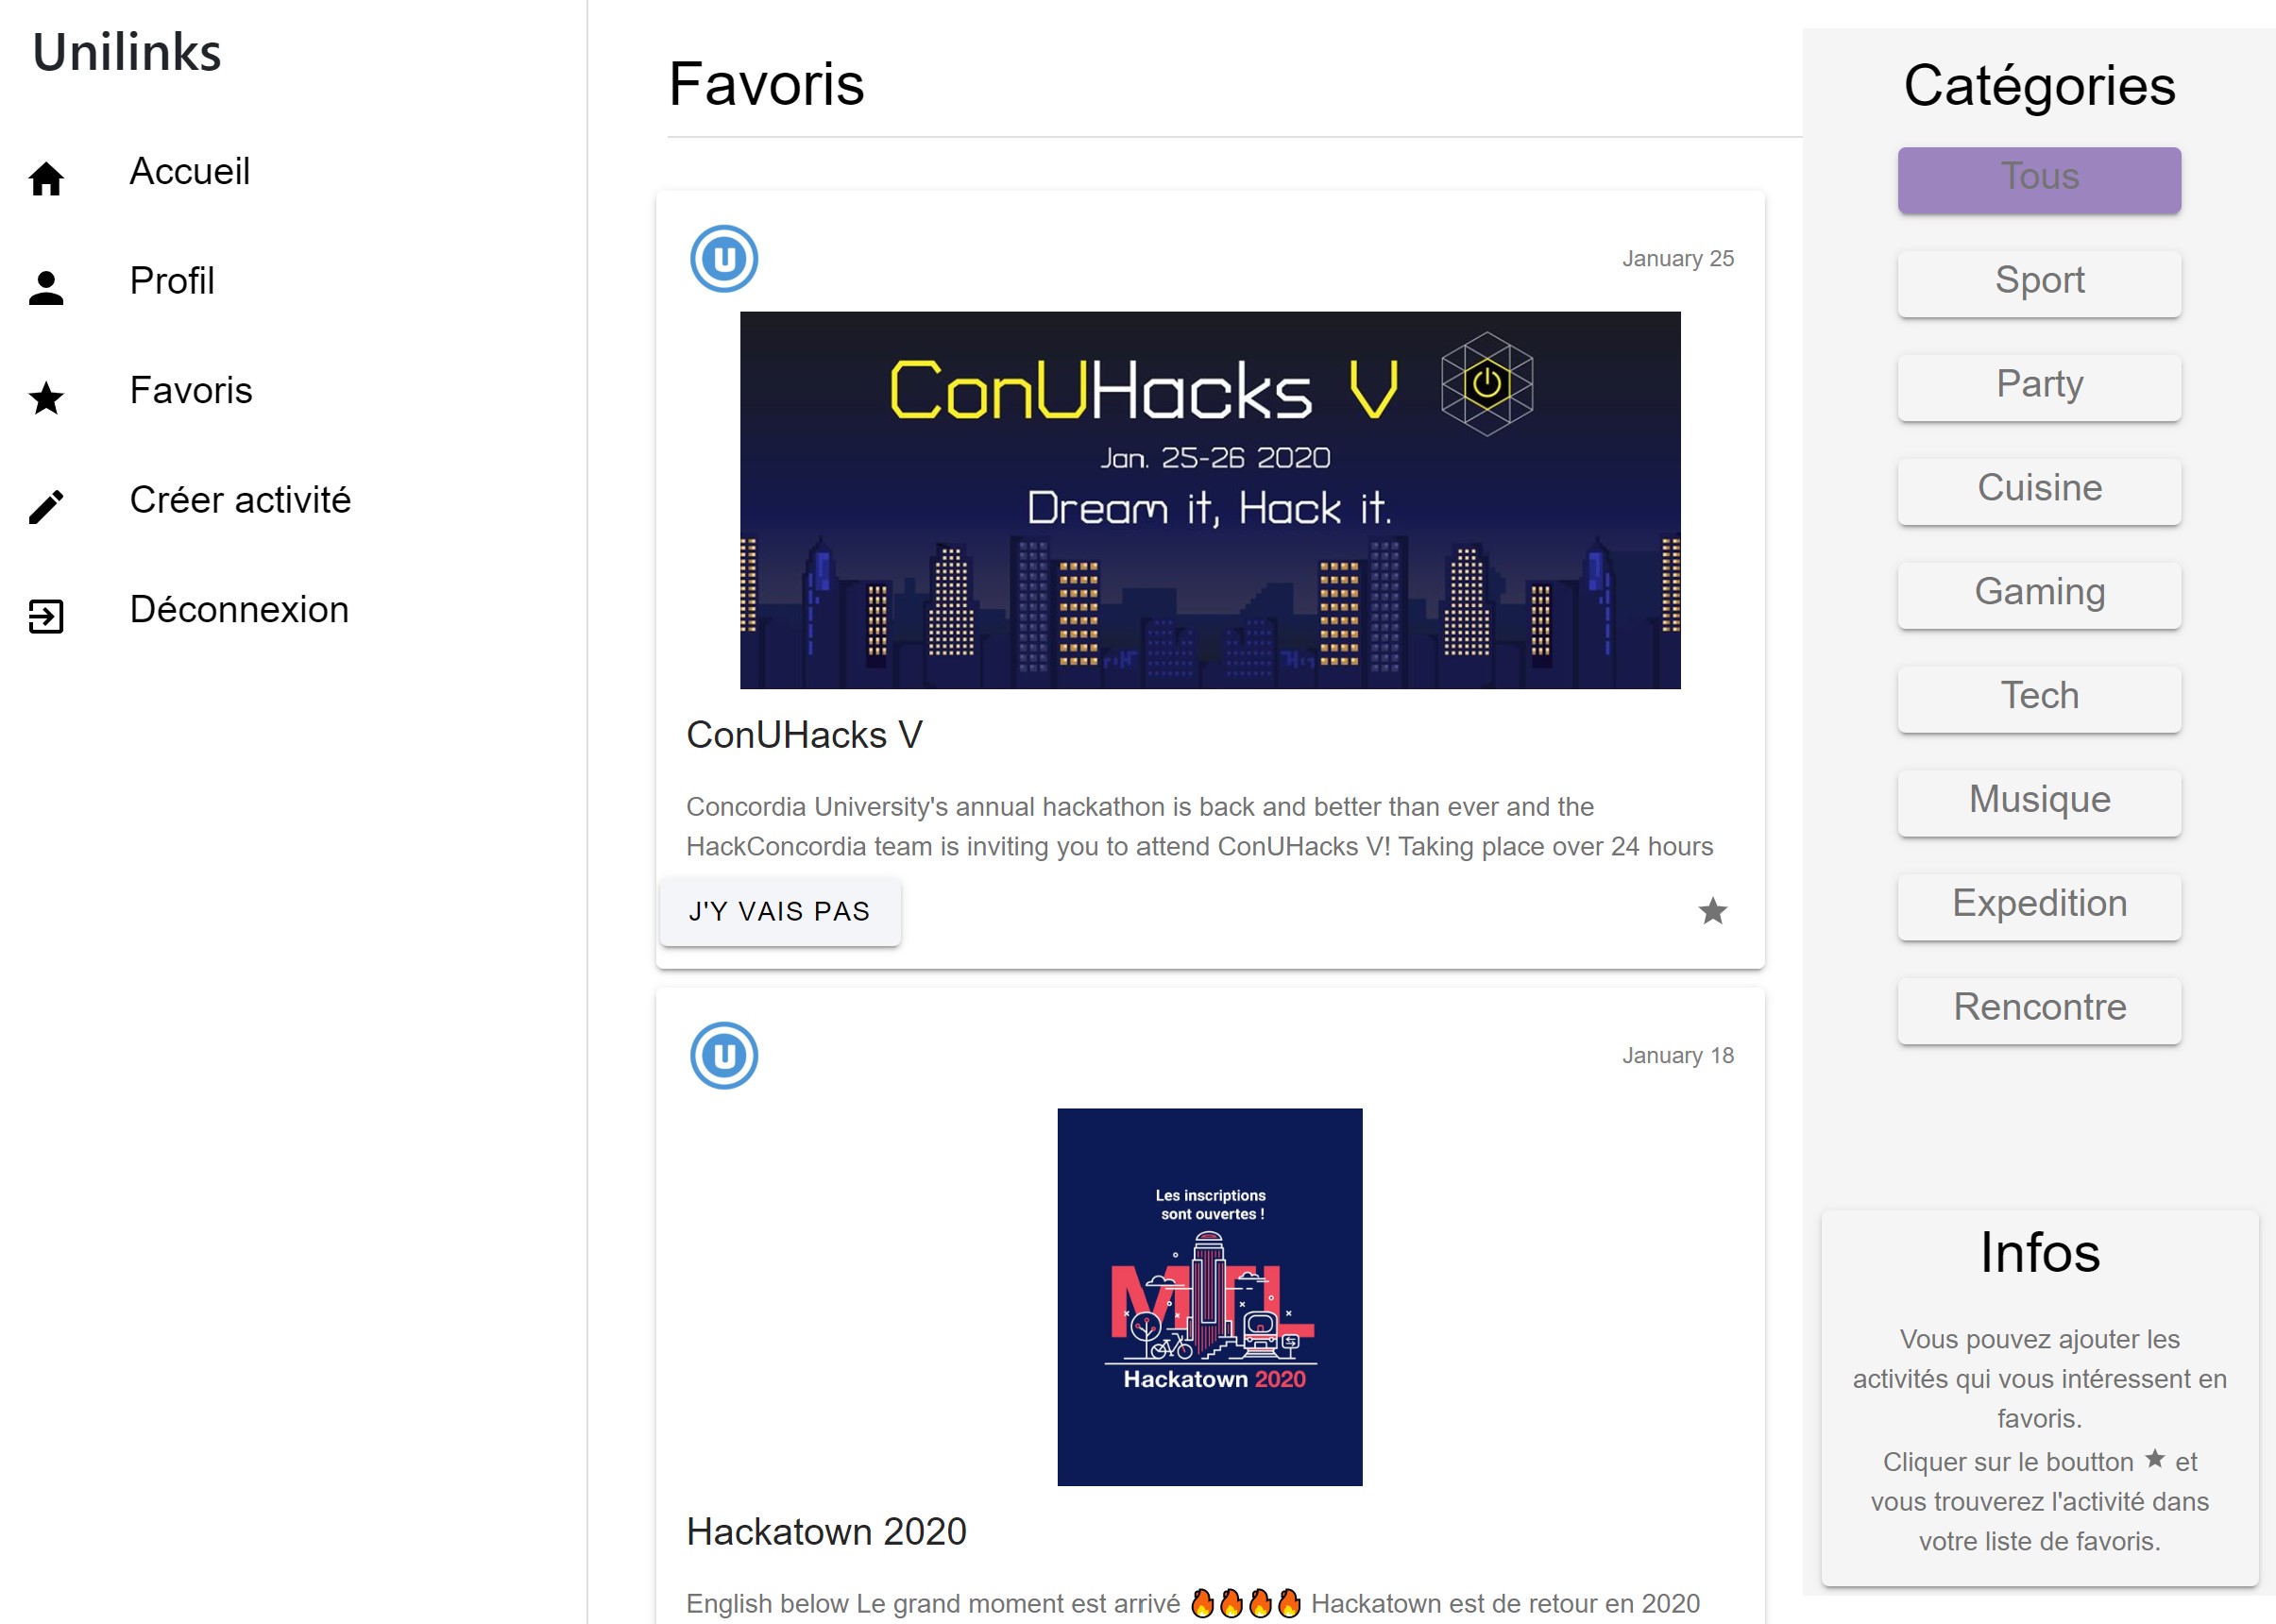 Unilinks
Accueil
Profil
Favoris
Créer activité
Déconnexion
Favoris
U
January 25
ConUHacks V
Jan. 25-26 2020
Dream it, Hack it.
ConUHacks V
Concordia University's annual hackathon is back and better than ever and the
HackConcordia team is inviting you to attend ConUHacks V! Taking place over 24 hours
J'Y VAIS PAS
U
January 18
Les inscriptions
sont ouvertes !
MTL
Hackatown 2020
Hackatown 2020
English below Le grand moment est arrivé 🔥🔥🔥🔥 Hackatown est de retour en 2020
Catégories
Tous
Sport
Party
Cuisine
Gaming
Tech
Musique
Expedition
Rencontre
Infos
Vous pouvez ajouter les
activités qui vous intéressent en
favoris.
Cliquer sur le boutton ★ et
vous trouverez l'activité dans
votre liste de favoris.